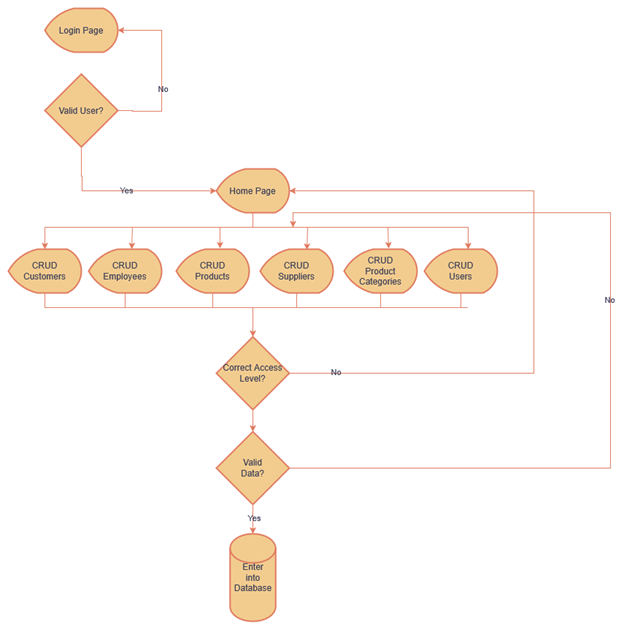 Login Page
No
Valid User?
Yes
Home Page
CRUD
Customers
CRUD
Employees
CRUD
Products
CRUD
Suppliers
CRUD
Product
Categories
CRUD
Users
No
Correct Access
Level?
No
Valid
Data?
Yes
Enter
into
Database